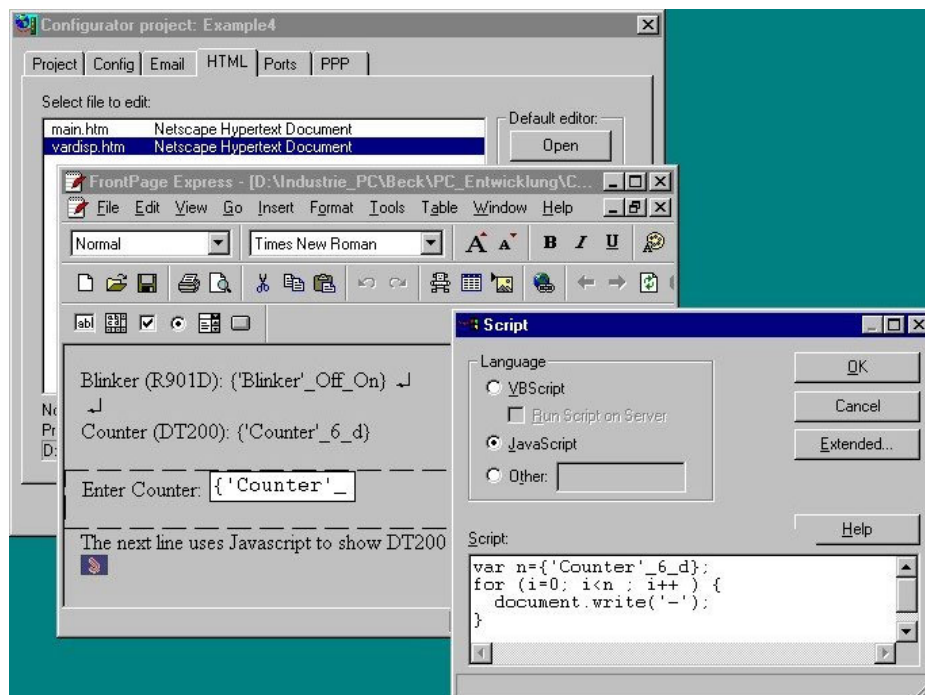 Configurator project: Example4
Project Config Email HTML Ports PPP
Select file to edit:
main.htm Netscape Hypertext Document
vardisp.htm Netscape Hypertext Document
Default editor:
Open
No
Pr
D:
FrontPage Express - [D:\Industrie_PC\Beck\PC_Entwicklung\C...
File Edit View Go Insert Format Tools Table Window Help
Normal Times New Roman A A B I U A
abl
Blinker (R901D): {'Blinker'_Off_On}
Counter (DT200): {'Counter'_6_d}
Enter Counter: {'Counter'_
The next line uses Javascript to show DT200
Script
Language
VBScript
Run Script on Server
JavaScript
Other:
OK
Cancel
Extended...
Help
Script:
var n={'Counter'_6_d};
for (i=0; i<n ; i++ ) {
document.write('-');
}